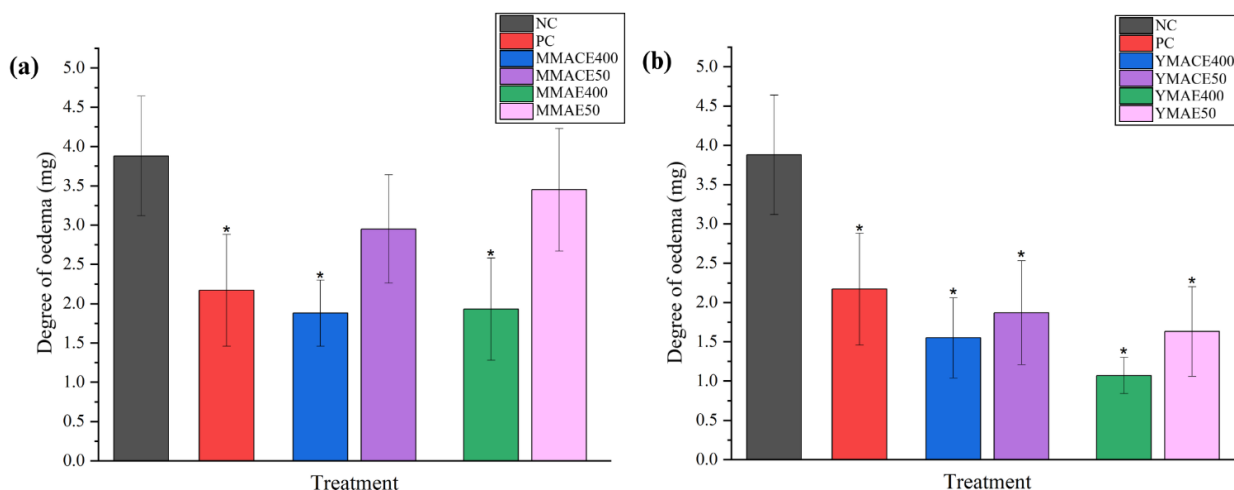 (a)
NC
PC
MMACE400
MMACE50
MMAE400
MMAE50
Degree of oedema (mg)
5.0
4.5
4.0
3.5
3.0
2.5
2.0
1.5
1.0
0.5
0.0
*
*
*
Treatment
(b)
NC
PC
YMACE400
YMACE50
YMAE400
YMAE50
Degree of oedema (mg)
5.0
4.5
4.0
3.5
3.0
2.5
2.0
1.5
1.0
0.5
0.0
*
*
*
*
*
Treatment